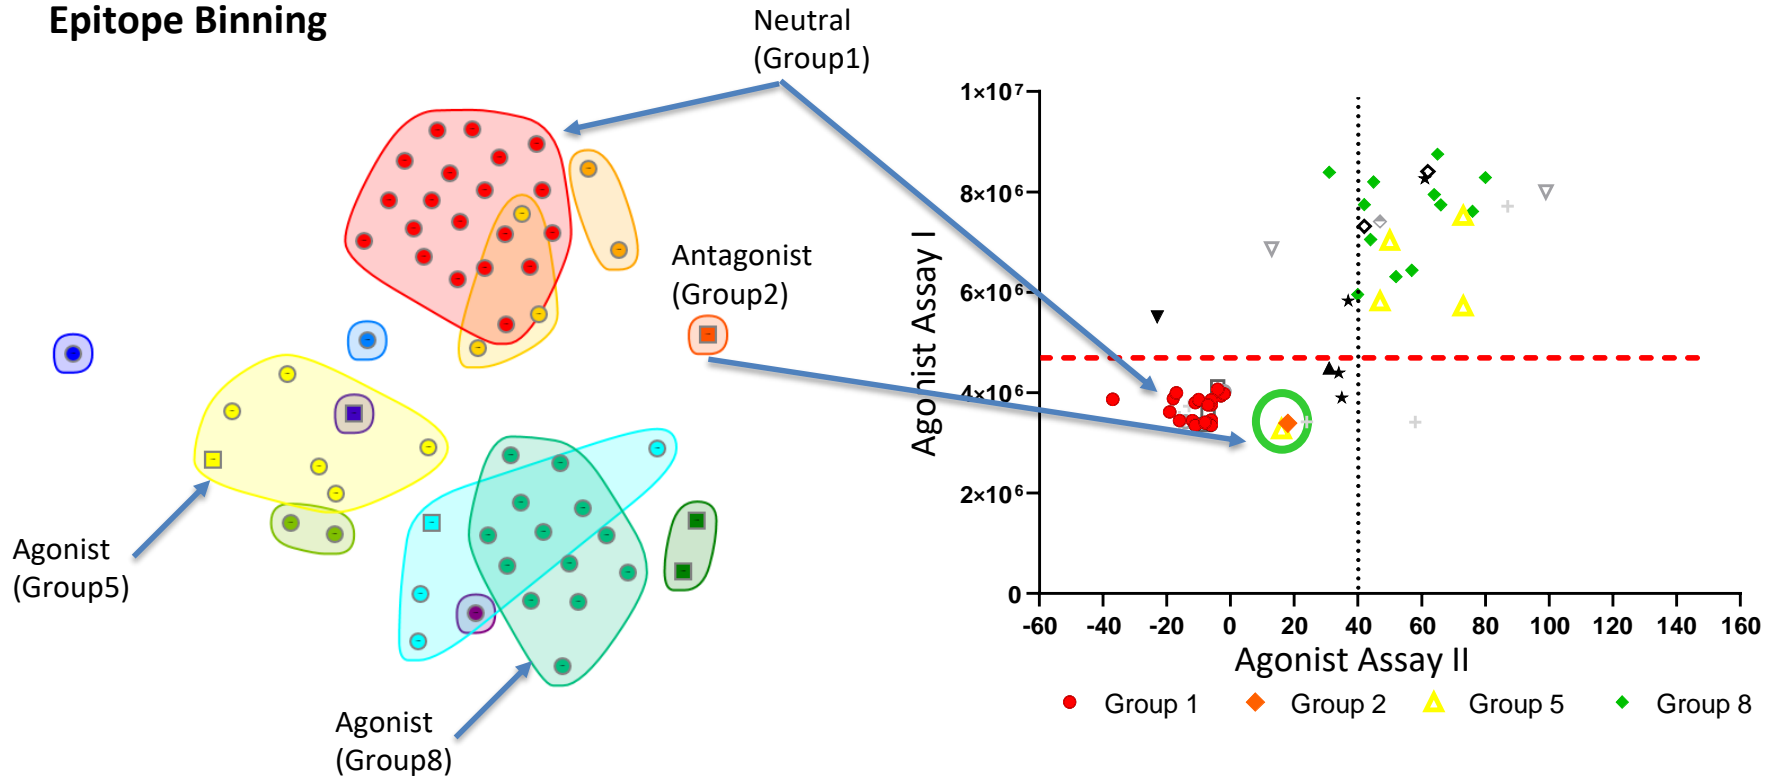 Epitope Binning
Neutral
(Group1)
Antagonist
(Group2)
Agonist
(Group5)
Agonist
(Group8)
Agonist Assay I
1×10⁷
8×10⁶
6×10⁶
4×10⁶
2×10⁶
0
-60 -40 -20 0 20 40 60 80 100 120 140 160
Agonist Assay II
Group 1 Group 2 Group 5 Group 8